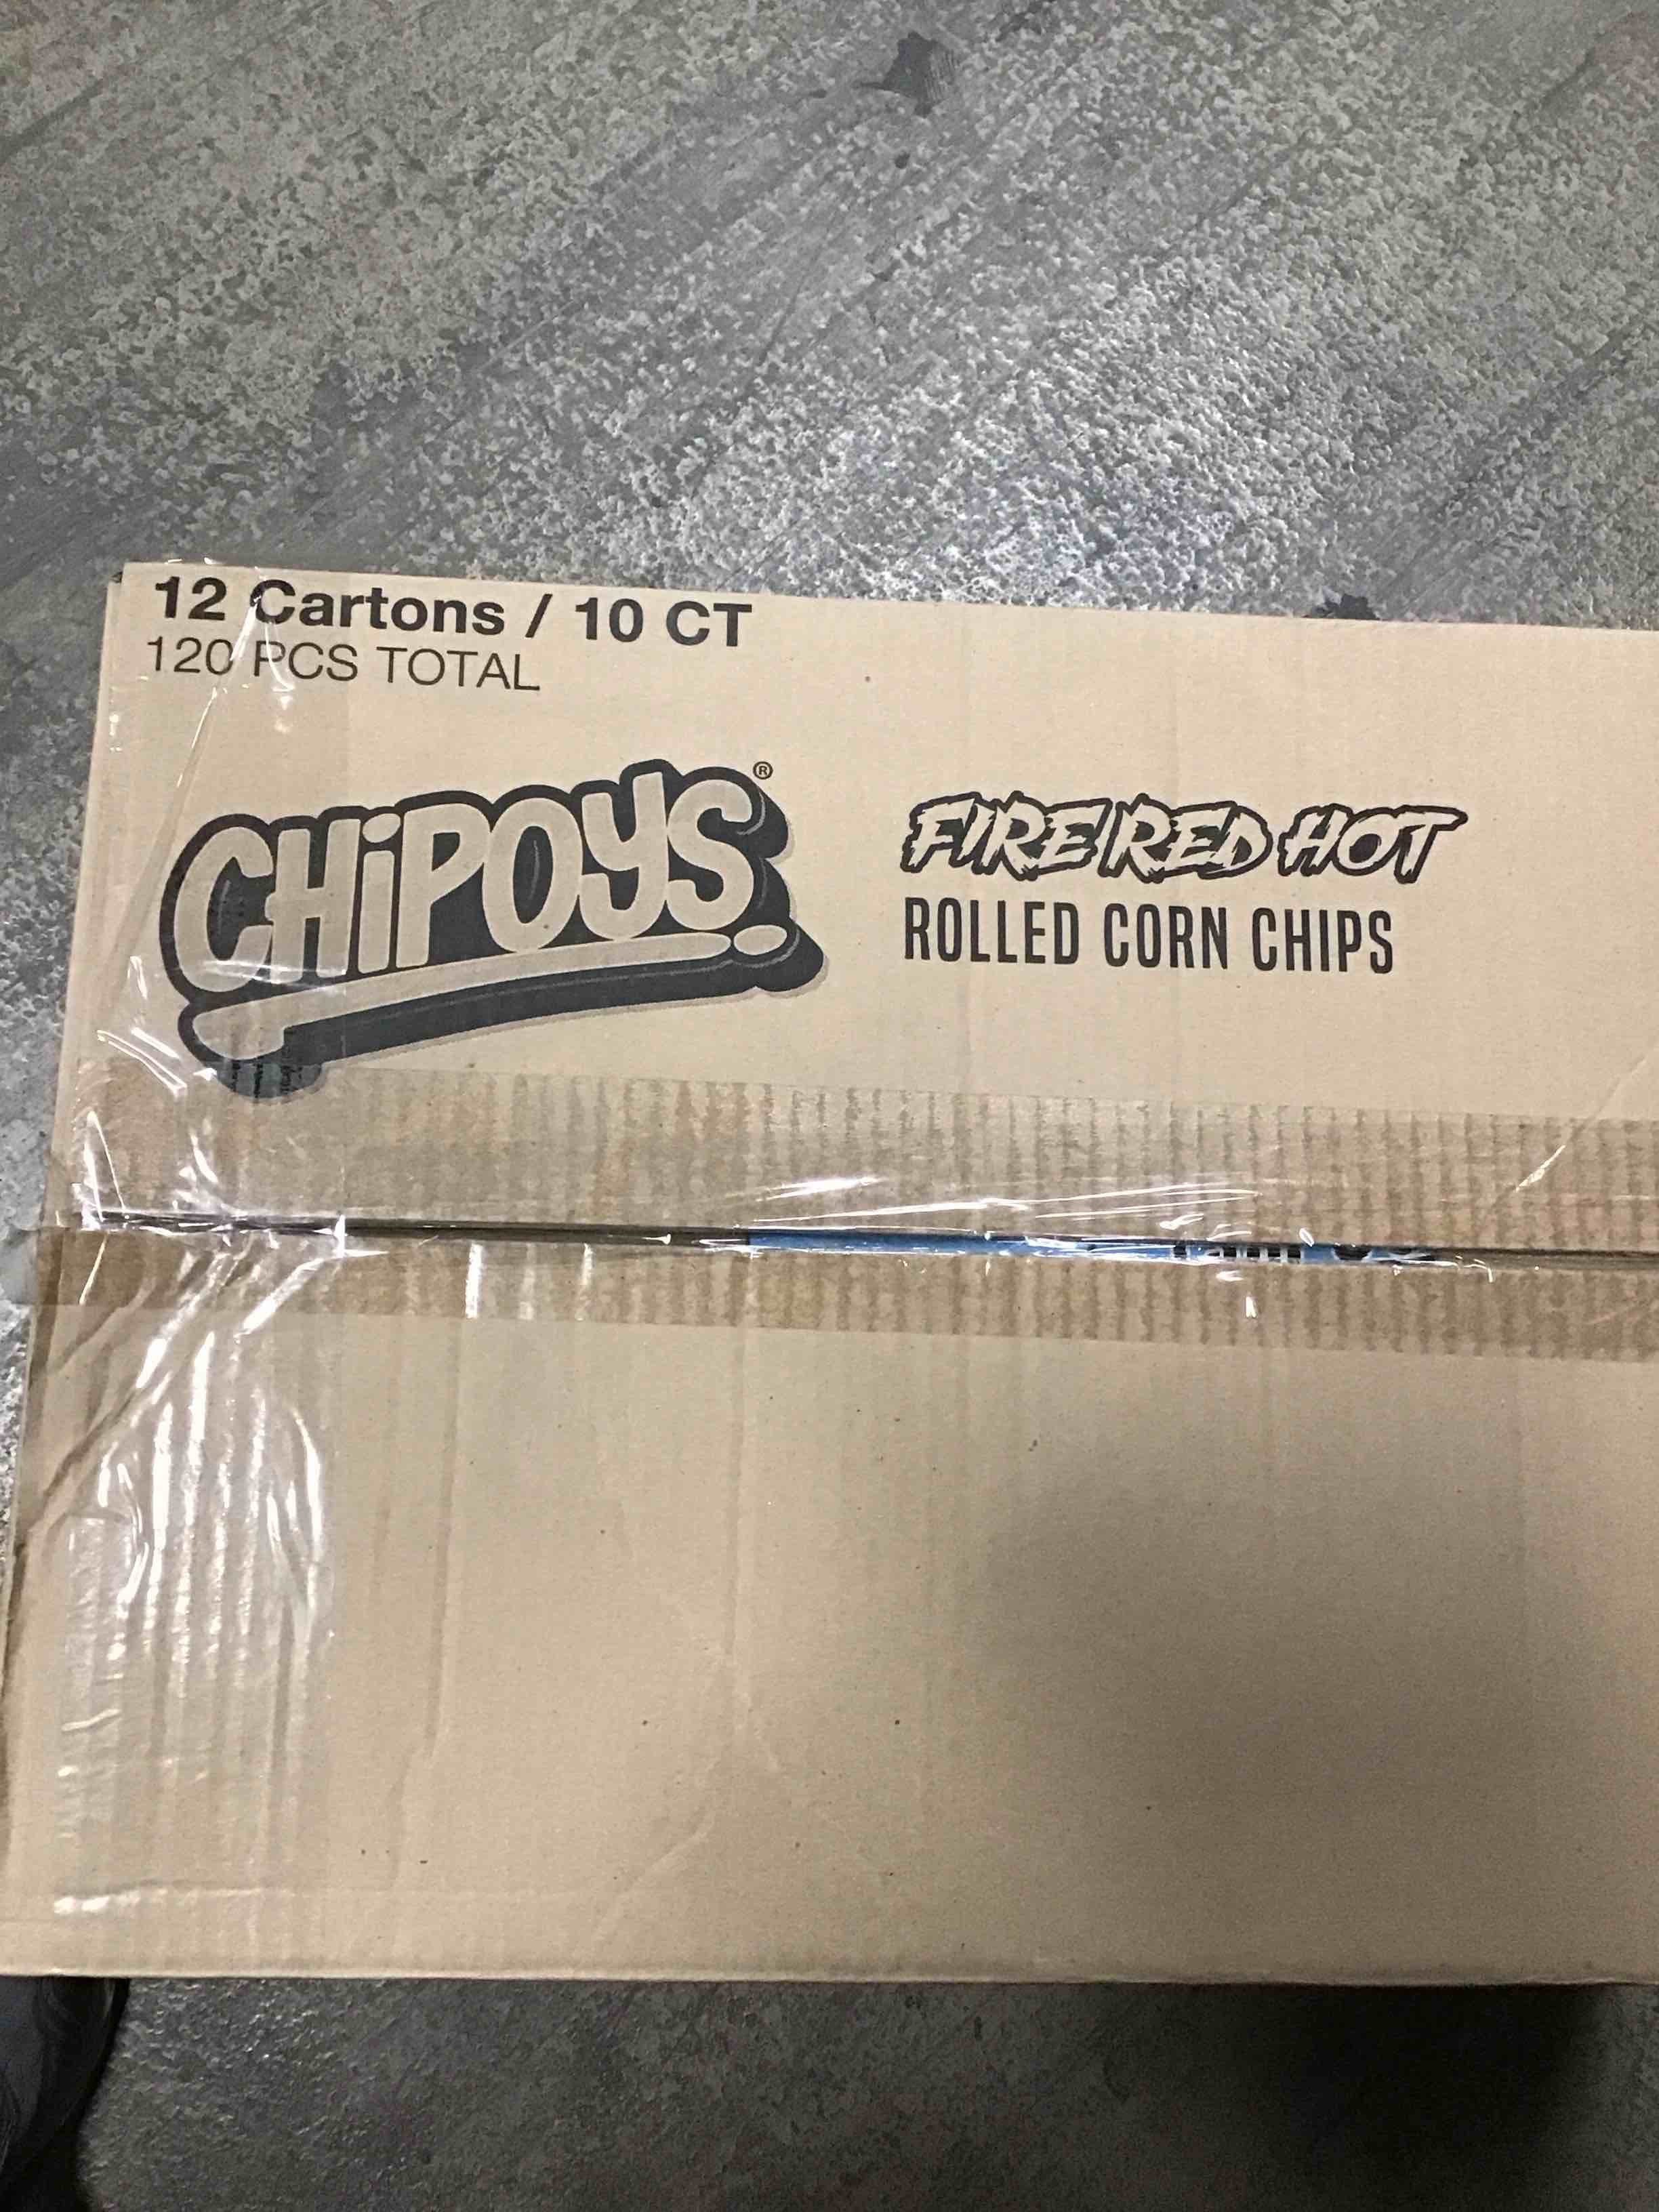 12 Cartons / 10 CT
120 PCS TOTAL
CHiPOYS®
FIRE RED HOT
ROLLED CORN CHIPS